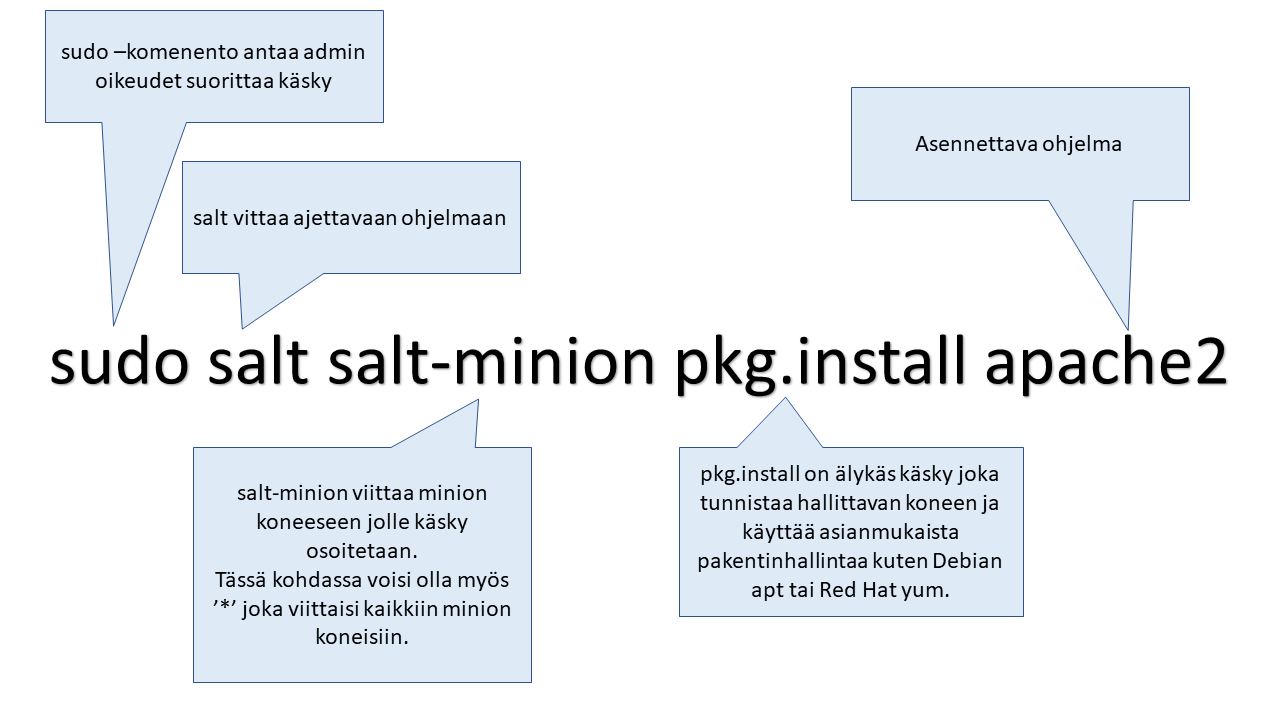 sudo –komenento antaa admin
oikeudet suorittaa käsky
Asennettava ohjelma
salt vittaa ajettavaan ohjelmaan
sudo salt salt-minion pkg.install apache2
salt-minion viittaa minion
koneeseen jolle käsky
osoitetaan.
Tässä kohdassa voisi olla myös
’*’ joka viittaisi kaikkiin minion
koneisiin.
pkg.install on älykäs käsky joka
tunnistaa hallittavan koneen ja
käyttää asianmukaista
pakentinhallintaa kuten Debian
apt tai Red Hat yum.